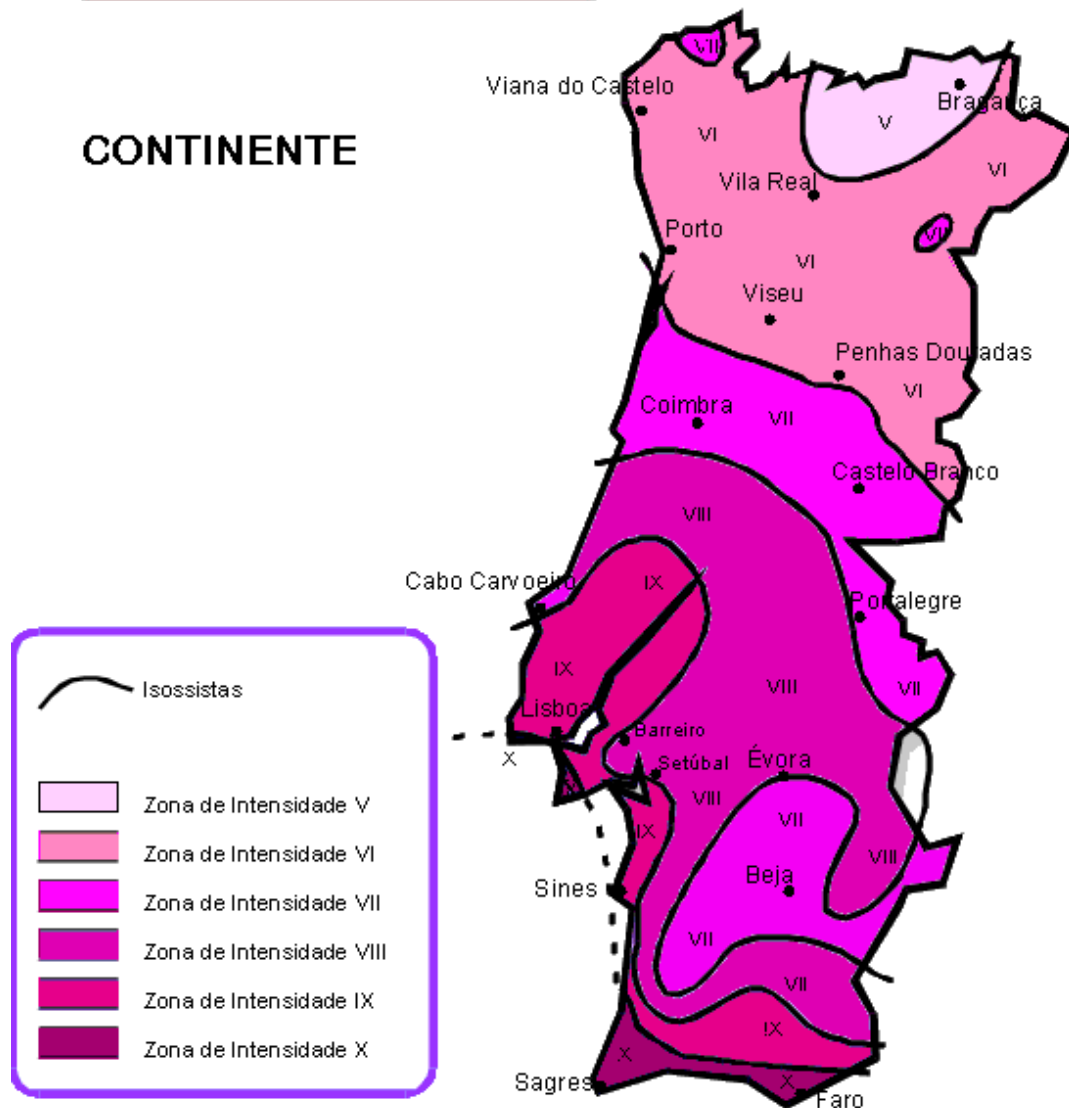 VII
Viana do Castelo
Bragança
V
CONTINENTE
VI
VI
Vila Real
VII
Porto
VI
Viseu
Penhas Douradas
VI
Coimbra
VII
Castelo Branco
VIII
Cabo Carvoeiro
IX
Portalegre
IX
VIII
VII
Isossistas
Lisboa
Barreiro
X
Setúbal
Évora
X
VIII
VII
IX
VIII
Zona de Intensidade V
Zona de Intensidade VI
Sines
Beja
Zona de Intensidade VII
VII
Zona de Intensidade VIII
VII
Zona de Intensidade IX
IX
Zona de Intensidade X
X
X
Sagres
Faro